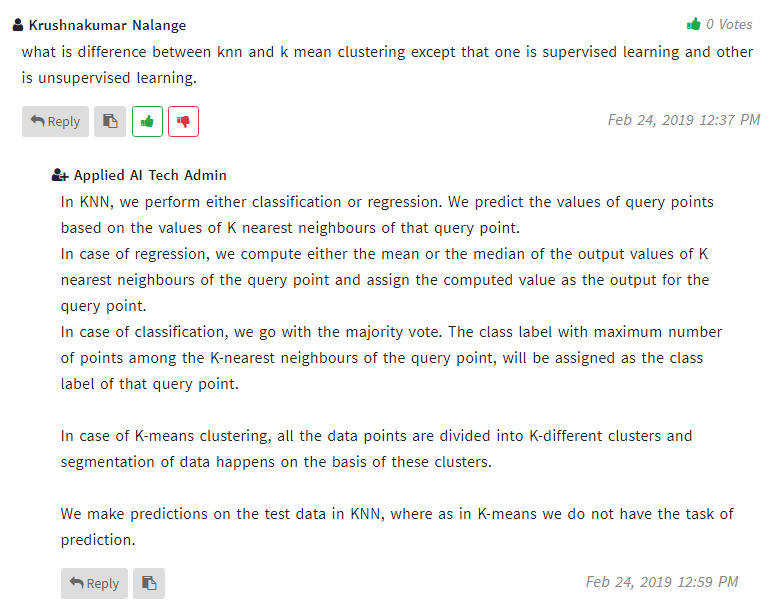 Krushnakumar Nalange
0 Votes
what is difference between knn and k mean clustering except that one is supervised learning and other
is unsupervised learning.
Reply
Feb 24, 2019 12:37 PM
Applied AI Tech Admin
In KNN, we perform either classification or regression. We predict the values of query points
based on the values of K nearest neighbours of that query point.
In case of regression, we compute either the mean or the median of the output values of K
nearest neighbours of the query point and assign the computed value as the output for the
query point.
In case of classification, we go with the majority vote. The class label with maximum number
of points among the K-nearest neighbours of the query point, will be assigned as the class
label of that query point.
In case of K-means clustering, all the data points are divided into K-different clusters and
segmentation of data happens on the basis of these clusters.
We make predictions on the test data in KNN, where as in K-means we do not have the task of
prediction.
Reply
Feb 24, 2019 12:59 PM